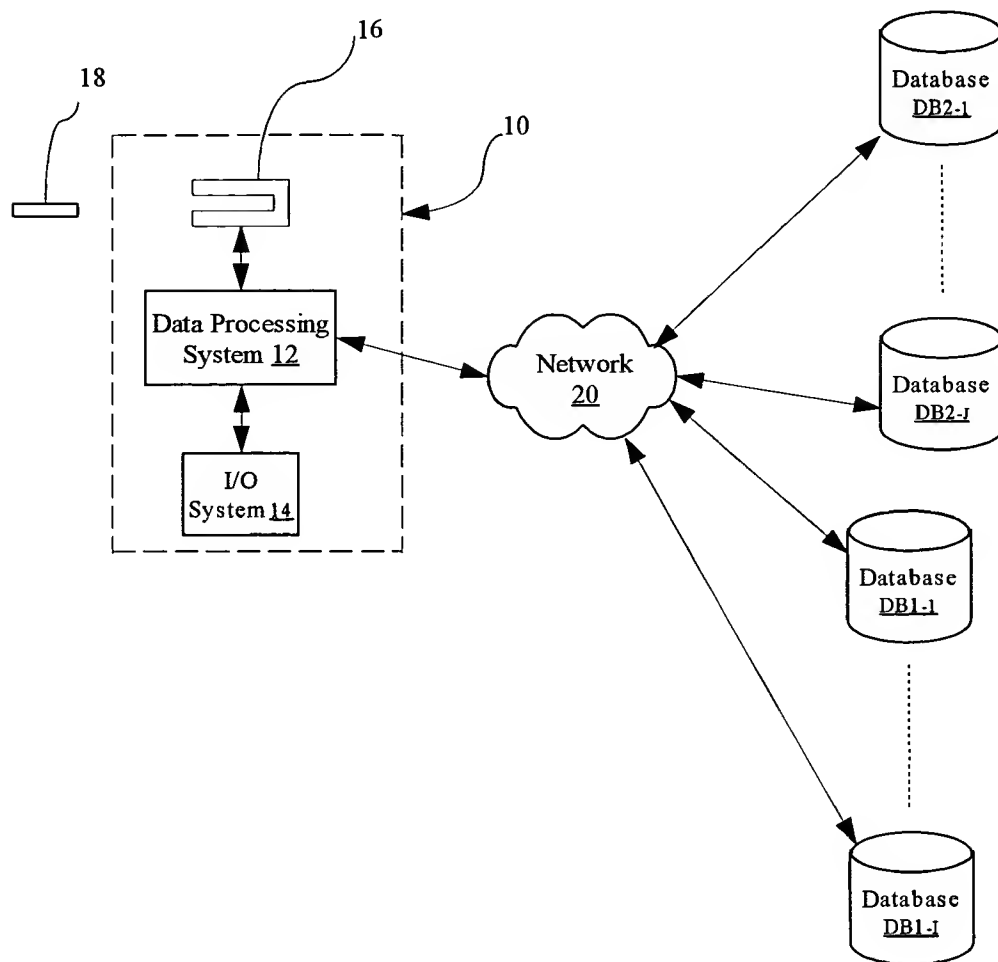 16
18
10
Database
DB2-1
Data Processing
System 12
Network
20
Database
DB2-J
I/O
System 14
Database
DB1-1
Database
DB1-I